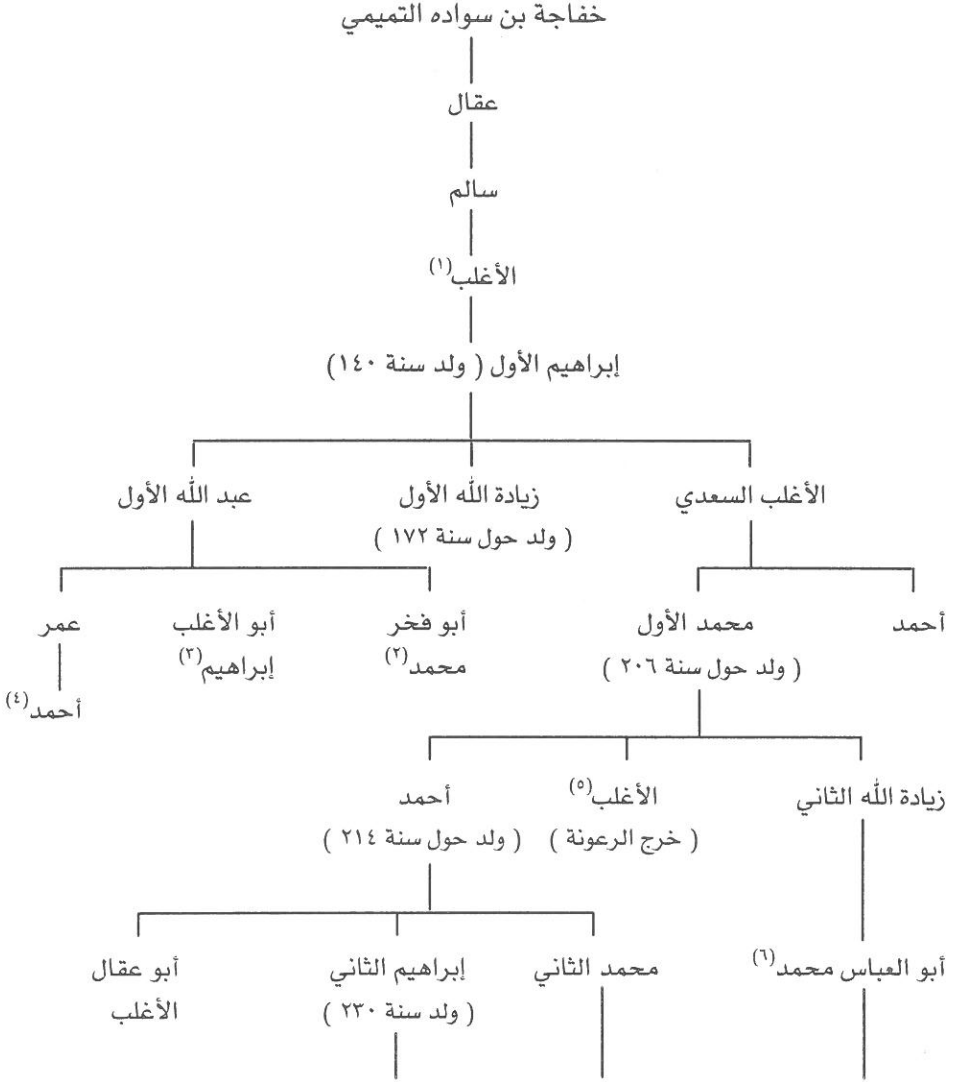 خفاجة بن سواده التميمي
عقال
سالم
الأغلب(١)
إبراهيم الأول ( ولد سنة ١٤٠)
الأغلب السعدي
زيادة الله الأول
( ولد حول سنة ١٧٢ )
عبد الله الأول
أحمد
محمد الأول
( ولد حول سنة ٢٠٦ )
أبو فخر
محمد(٢)
أبو الأغلب
إبراهيم(٣)
عمر
أحمد(٤)
زيادة الله الثاني
الأغلب(٥)
( خرج الرعونة )
أحمد
( ولد حول سنة ٢١٤ )
أبو العباس محمد(٦)
محمد الثاني
إبراهيم الثاني
( ولد سنة ٢٣٠ )
أبو عقال
الأغلب